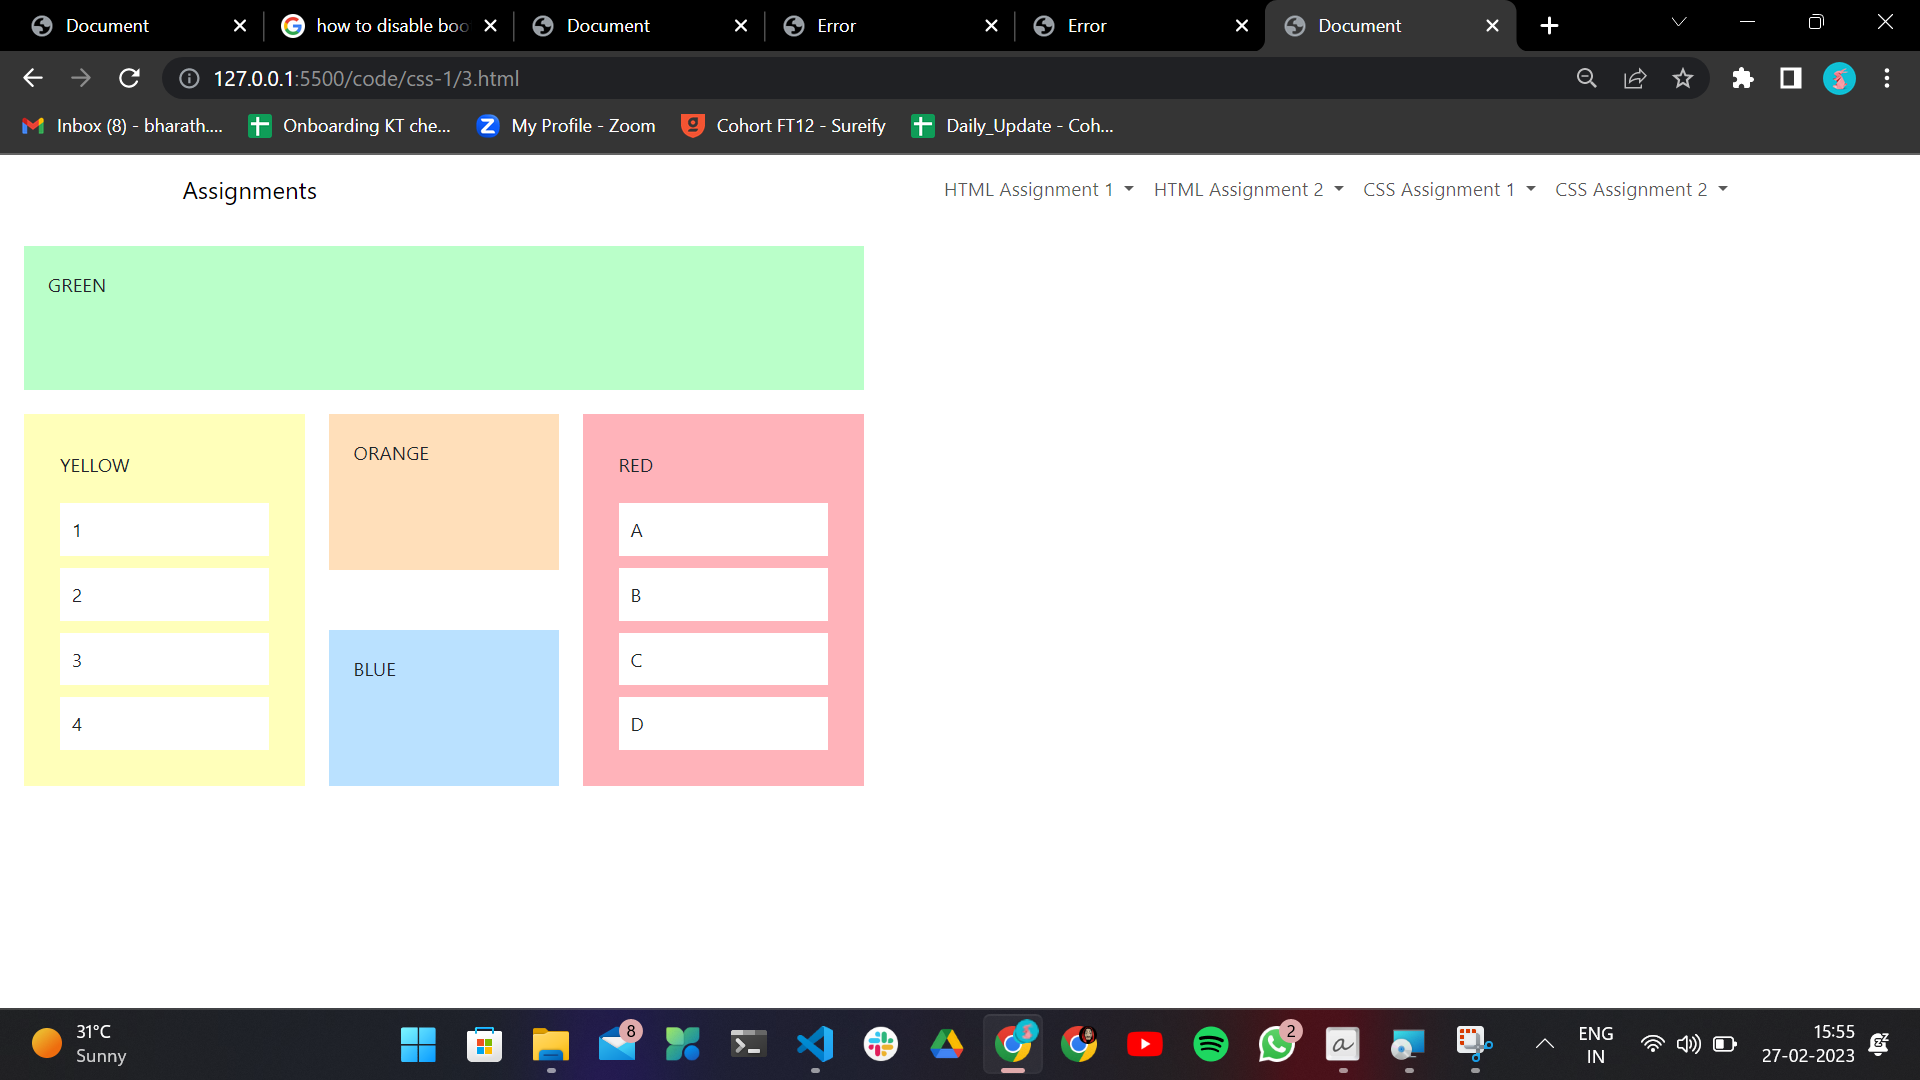 Document
how to disable boo
Document
Error
Error
Document
127.0.0.1:5500/code/css-1/3.html
Inbox (8) - bharath....
Onboarding KT che...
My Profile - Zoom
Cohort FT12 - Sureify
Daily_Update - Coh...
Assignments
HTML Assignment 1
HTML Assignment 2
CSS Assignment 1
CSS Assignment 2
GREEN
YELLOW
1
2
3
4
ORANGE
BLUE
RED
A
B
C
D
31°C
Sunny
8
2
ENG
IN
15:55
27-02-2023